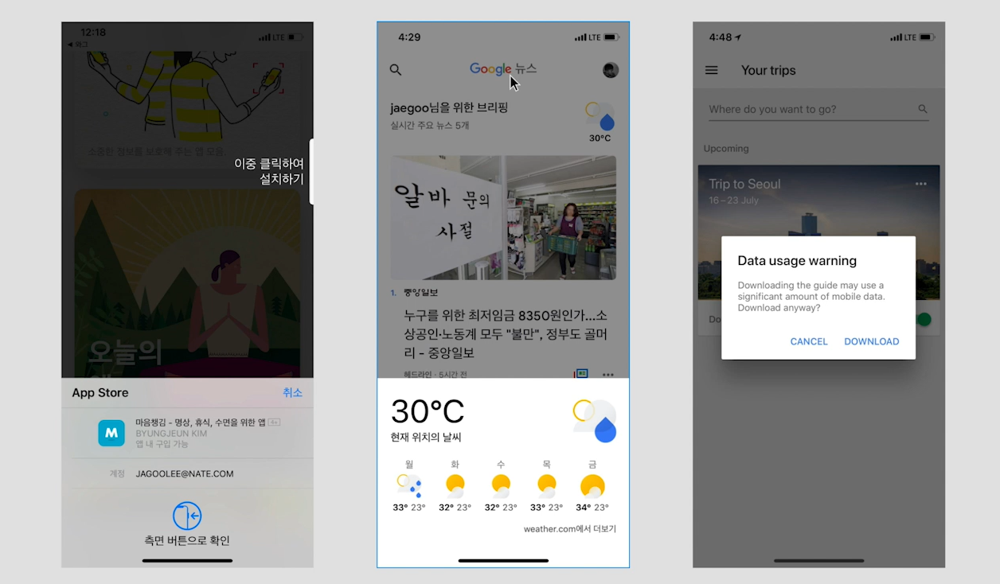 12:18
LTE
◀ 와그
소중한 정보를 보호해 주는 앱 모음.
이중 클릭하여
설치하기
오늘의
App Store
취소
M
마음챙김 - 명상, 휴식, 수면을 위한 앱 4+
BYUNGJEUN KIM
앱 내 구입 가능
계정
JAGOOLEE@NATE.COM
측면 버튼으로 확인
4:29
LTE
Google 뉴스
jaegoo님을 위한 브리핑
실시간 주요 뉴스 5개
30°C
알바 문의
사절
1. 중앙일보
누구를 위한 최저임금 8350원인가...소
상공인·노동계 모두 "불만", 정부도 골머
리 - 중앙일보
헤드라인 · 5시간 전
30°C
현재 위치의 날씨
월 화 수 목 금
33° 23° 32° 23° 32° 23° 33° 23° 34° 23°
weather.com에서 더보기
4:48
LTE
Your trips
Where do you want to go?
Upcoming
Trip to Seoul
16–23 July
Data usage warning
Downloading the guide may use a
significant amount of mobile data.
Download anyway?
CANCEL DOWNLOAD
Do